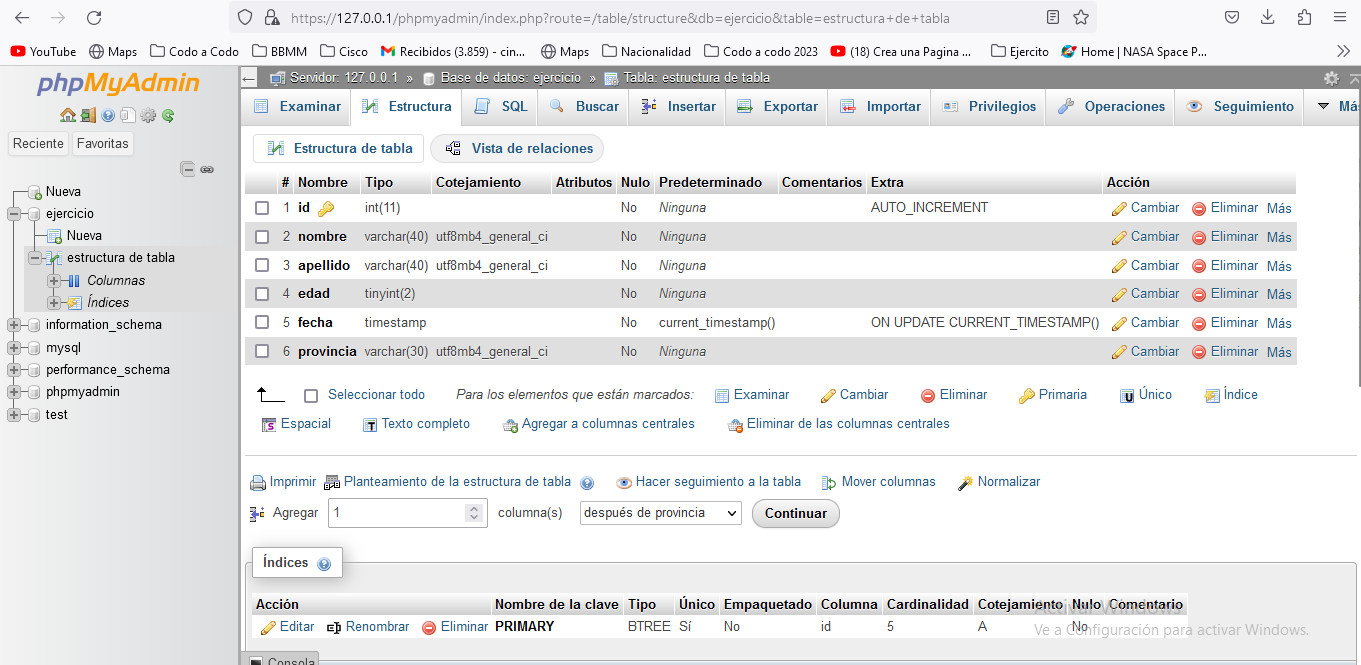 https://127.0.0.1/phpmyadmin/index.php?route=/table/structure&db=ejercicio&table=estructura+de+tabla
YouTube Maps Codo a Codo BBMM Cisco Recibidos (3.859) - cin... Maps Nacionalidad Codo a codo 2023 (18) Crea una Pagina ... Ejercito Home | NASA Space P...
phpMyAdmin
Reciente Favoritas
Nueva
ejercicio
Nueva
estructura de tabla
Columnas
Índices
information_schema
mysql
performance_schema
phpmyadmin
test
Servidor: 127.0.0.1 » Base de datos: ejercicio » Tabla: estructura de tabla
Examinar Estructura SQL Buscar Insertar Exportar Importar Privilegios Operaciones Seguimiento Más
Estructura de tabla Vista de relaciones
# Nombre Tipo Cotejamiento Atributos Nulo Predeterminado Comentarios Extra Acción
1 id int(11) No Ninguna AUTO_INCREMENT Cambiar Eliminar Más
2 nombre varchar(40) utf8mb4_general_ci No Ninguna Cambiar Eliminar Más
3 apellido varchar(40) utf8mb4_general_ci No Ninguna Cambiar Eliminar Más
4 edad tinyint(2) No Ninguna Cambiar Eliminar Más
5 fecha timestamp No current_timestamp() ON UPDATE CURRENT_TIMESTAMP() Cambiar Eliminar Más
6 provincia varchar(30) utf8mb4_general_ci No Ninguna Cambiar Eliminar Más
Seleccionar todo Para los elementos que están marcados: Examinar Cambiar Eliminar Primaria Único Índice
Espacial Texto completo Agregar a columnas centrales Eliminar de las columnas centrales
Imprimir Planteamiento de la estructura de tabla Hacer seguimiento a la tabla Mover columnas Normalizar
Agregar 1 columna(s) después de provincia Continuar
Índices
Acción Nombre de la clave Tipo Único Empaquetado Columna Cardinalidad Cotejamiento Nulo Comentario
Editar Renombrar Eliminar PRIMARY BTREE Sí No id 5 A No
Activar Windows
Ve a Configuración para activar Windows.
Consola